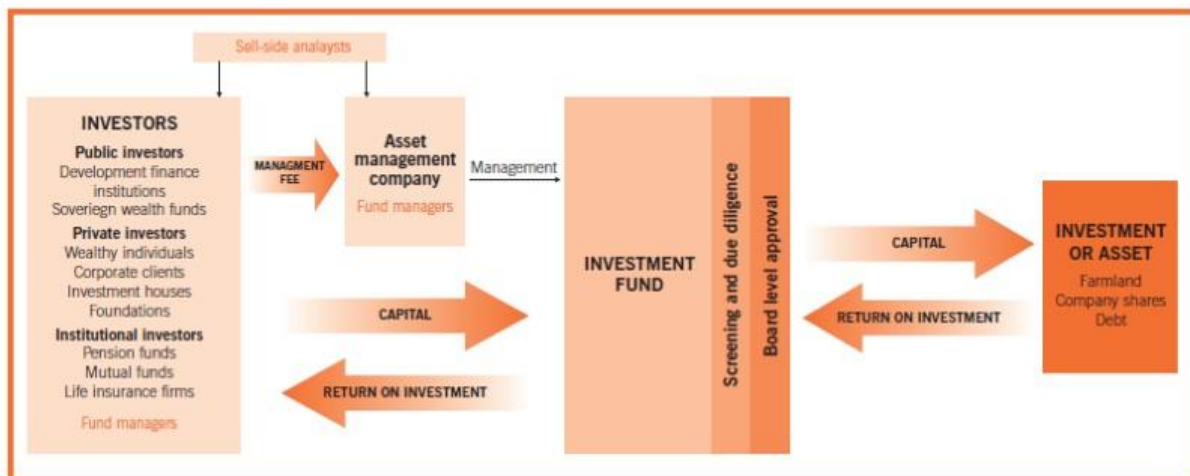 Sell-side analaysts
INVESTORS
Public investors
Development finance
institutions
Soveriegn wealth funds
Private investors
Wealthy individuals
Corporate clients
Investment houses
Foundations
Institutional investors
Pension funds
Mutual funds
Life insurance firms
Fund managers
MANAGMENT
FEE
Asset
management
company
Fund managers
Management
CAPITAL
RETURN ON INVESTMENT
INVESTMENT
FUND
Screening and due diligence
Board level approval
CAPITAL
RETURN ON INVESTMENT
INVESTMENT
OR ASSET
Farmland
Company shares
Debt